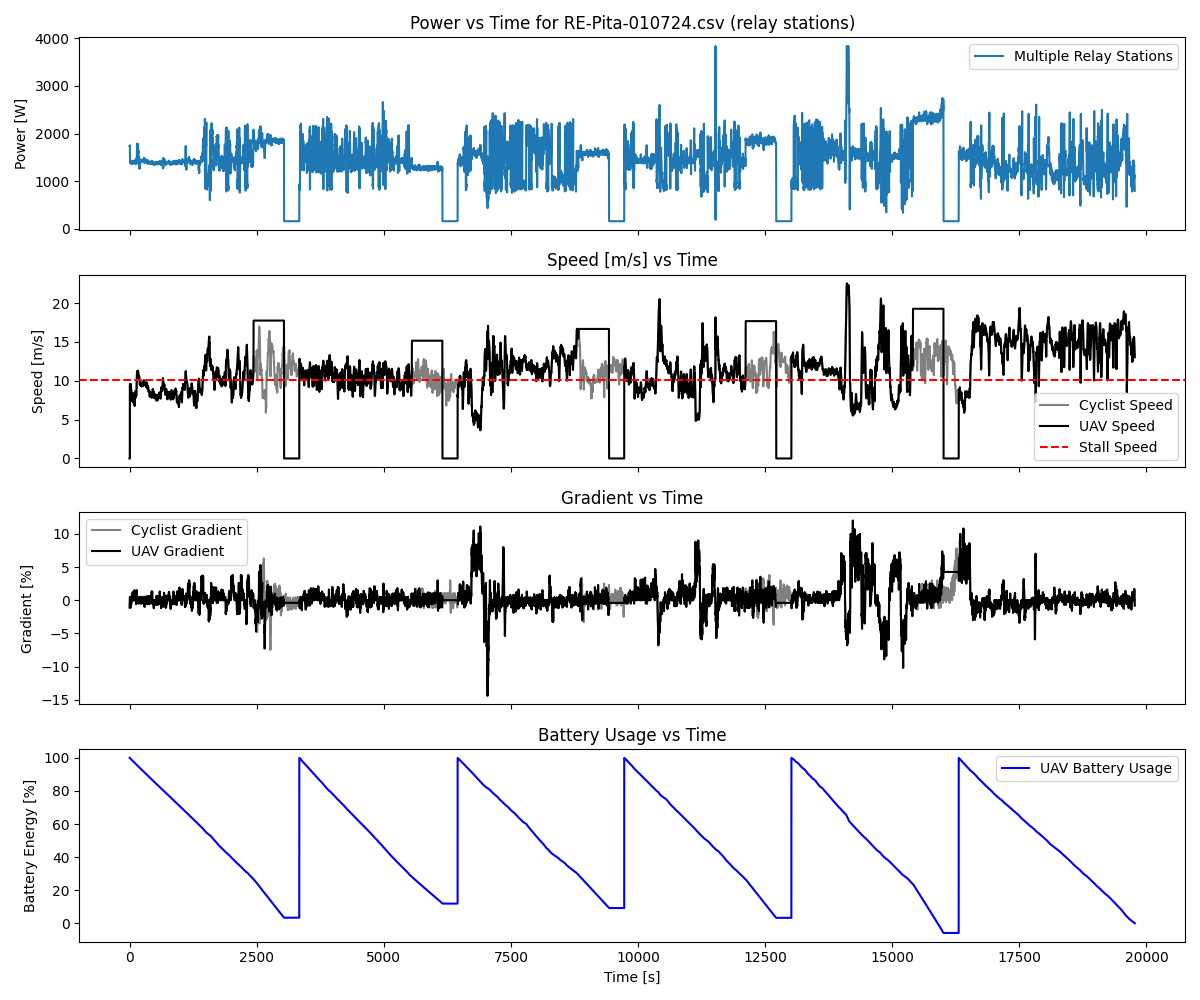 Power vs Time for RE-Pita-010724.csv (relay stations)
4000
3000
2000
1000
0
Power [W]
Multiple Relay Stations
Speed [m/s] vs Time
20
15
10
5
0
Speed [m/s]
Cyclist Speed
UAV Speed
Stall Speed
Gradient vs Time
10
5
0
−5
−10
−15
Gradient [%]
Cyclist Gradient
UAV Gradient
Battery Usage vs Time
100
80
60
40
20
0
Battery Energy [%]
UAV Battery Usage
0 2500 5000 7500 10000 12500 15000 17500 20000
Time [s]